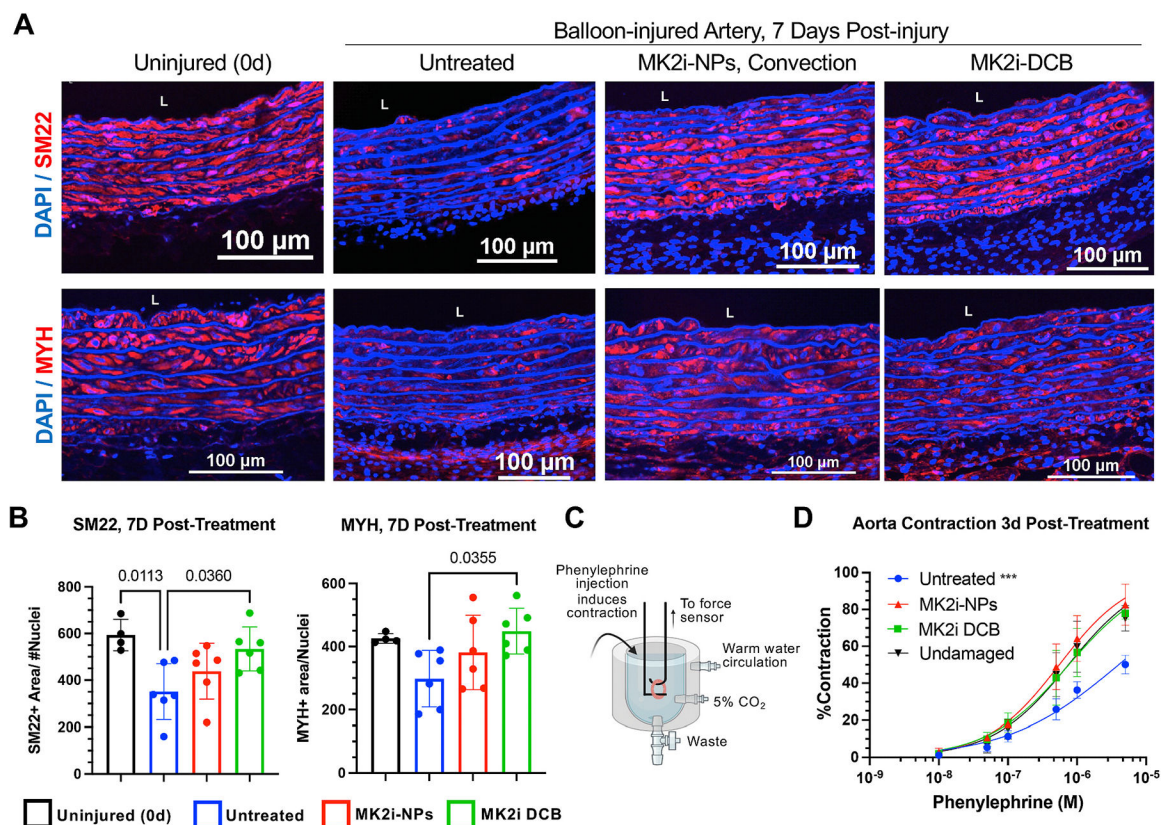 A
Balloon-injured Artery, 7 Days Post-injury
Uninjured (0d)
Untreated
MK2i-NPs, Convection
MK2i-DCB
DAPI / SM22
L
100 µm
L
100 µm
L
100 µm
L
100 µm
DAPI / MYH
L
100 µm
L
100 µm
L
100 µm
L
100 µm
B
SM22, 7D Post-Treatment
0.0113
0.0360
SM22+ Area/ #Nuclei
800
600
400
200
0
MYH, 7D Post-Treatment
0.0355
MYH+ area/Nuclei
600
400
200
0
Uninjured (0d)
Untreated
MK2i-NPs
MK2i DCB
C
Phenylephrine
injection
induces
contraction
To force
sensor
Warm water
circulation
5% CO₂
Waste
D
Aorta Contraction 3d Post-Treatment
Untreated ***
MK2i-NPs
MK2i DCB
Undamaged
%Contraction
100
80
60
40
20
0
10⁻⁹
10⁻⁸
10⁻⁷
10⁻⁶
10⁻⁵
Phenylephrine (M)